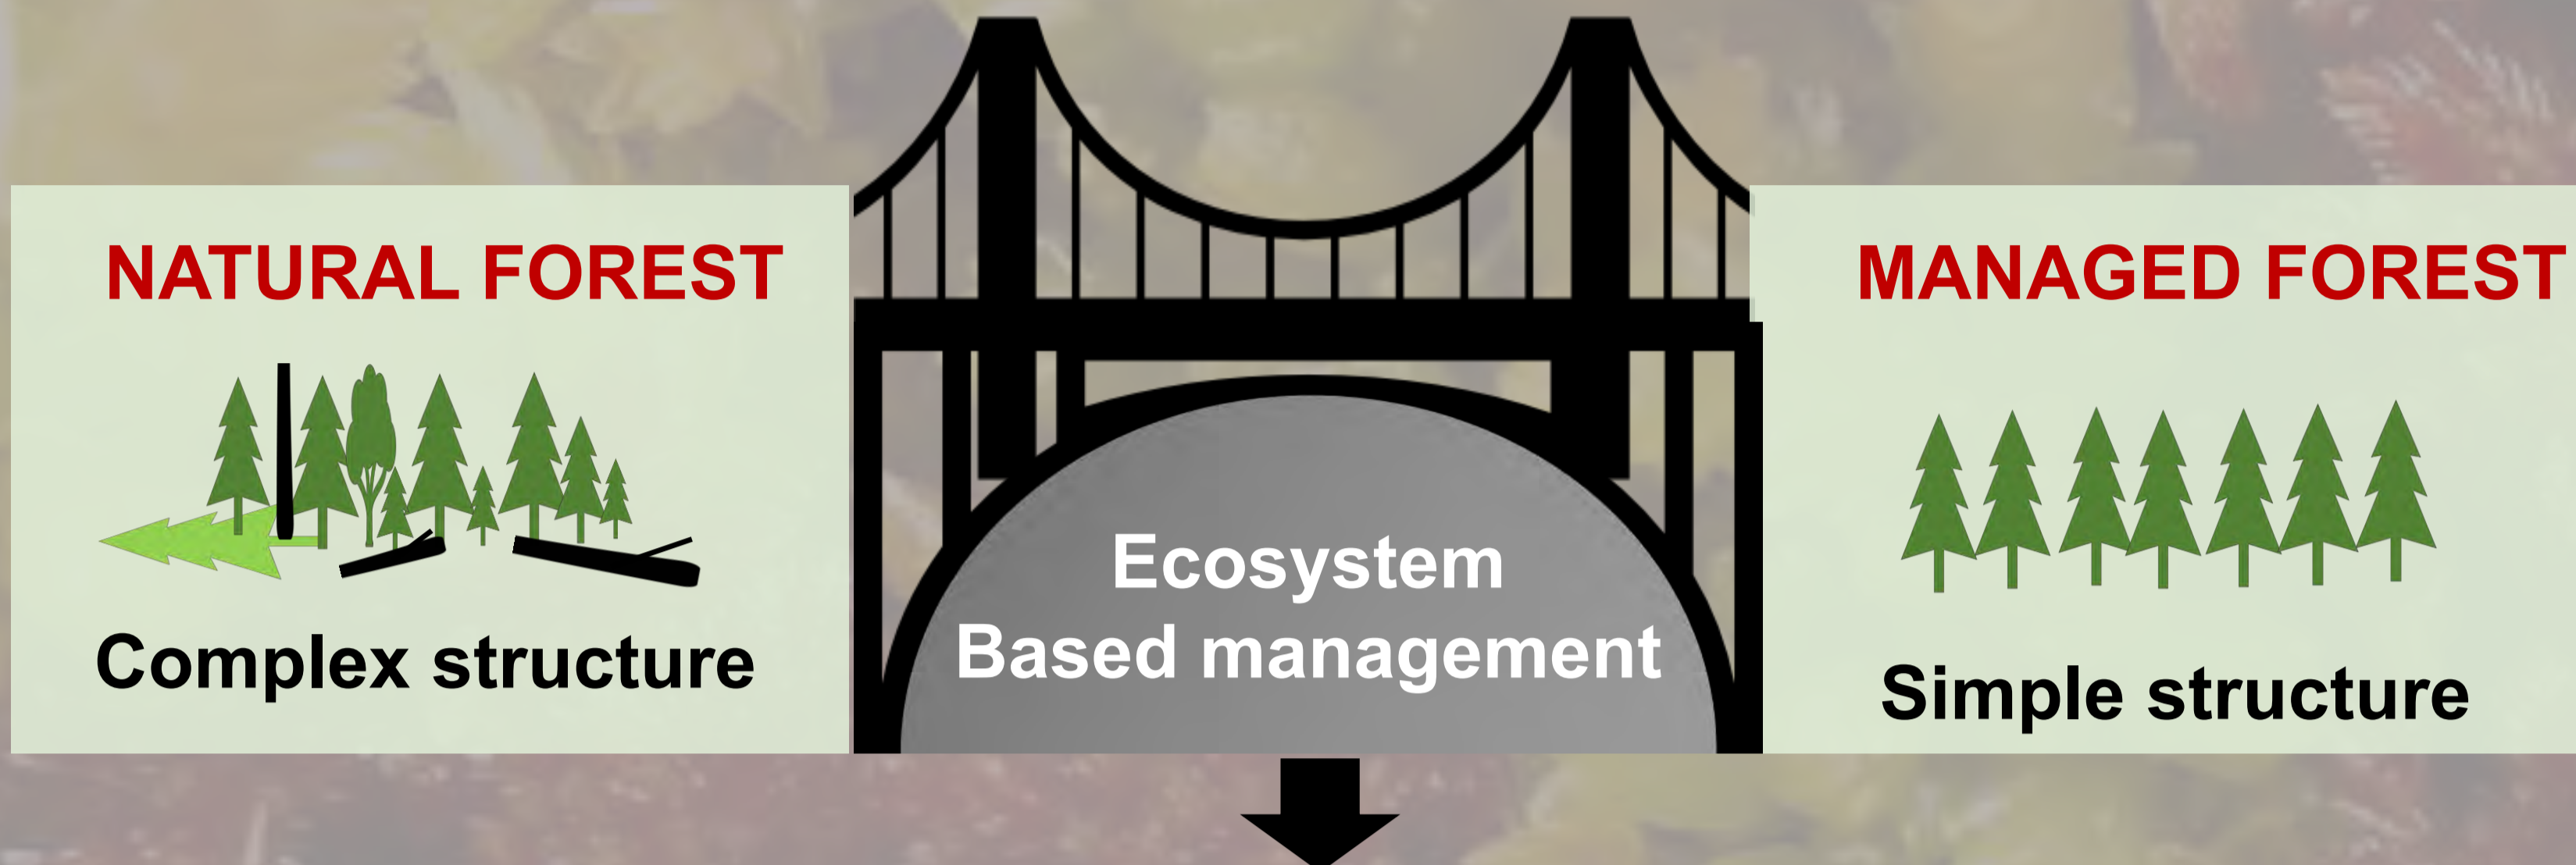 NATURAL FOREST
Complex structure
Ecosystem
Based management
MANAGED FOREST
Simple structure